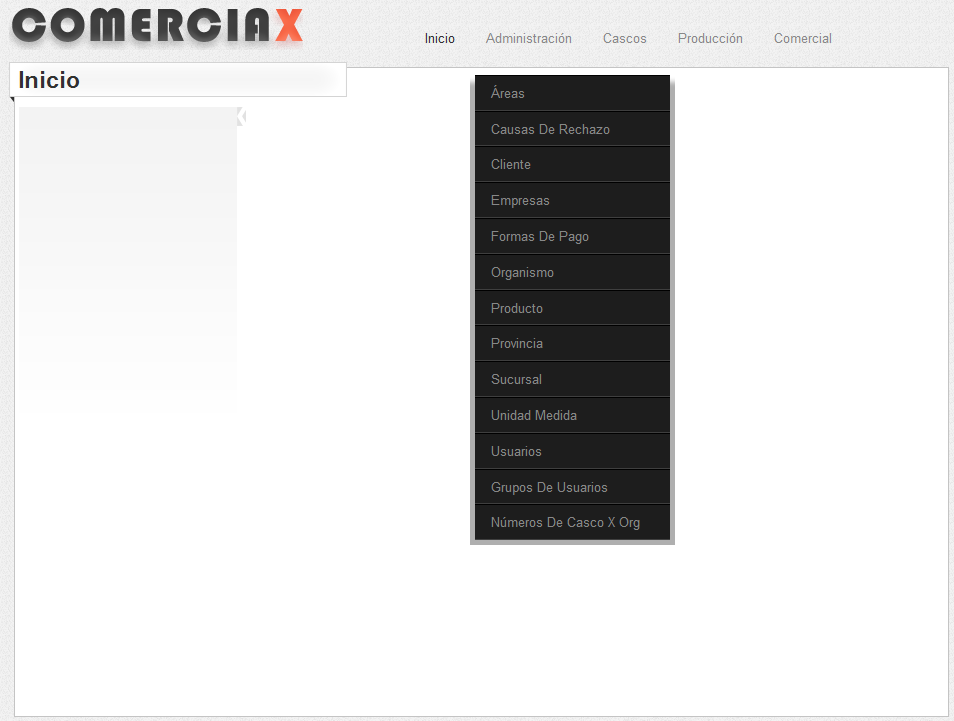 COMERCIAX
Inicio Administración Cascos Producción Comercial
Inicio
Áreas
Causas De Rechazo
Cliente
Empresas
Formas De Pago
Organismo
Producto
Provincia
Sucursal
Unidad Medida
Usuarios
Grupos De Usuarios
Números De Casco X Org